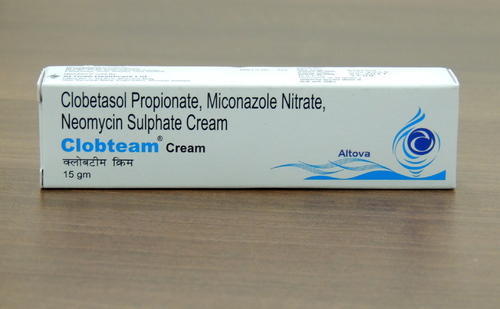 Clobetasol Propionate, Miconazole Nitrate,
Neomycin Sulphate Cream
Clobteam® Cream
क्लोबटीम क्रिम
15 gm
Altova